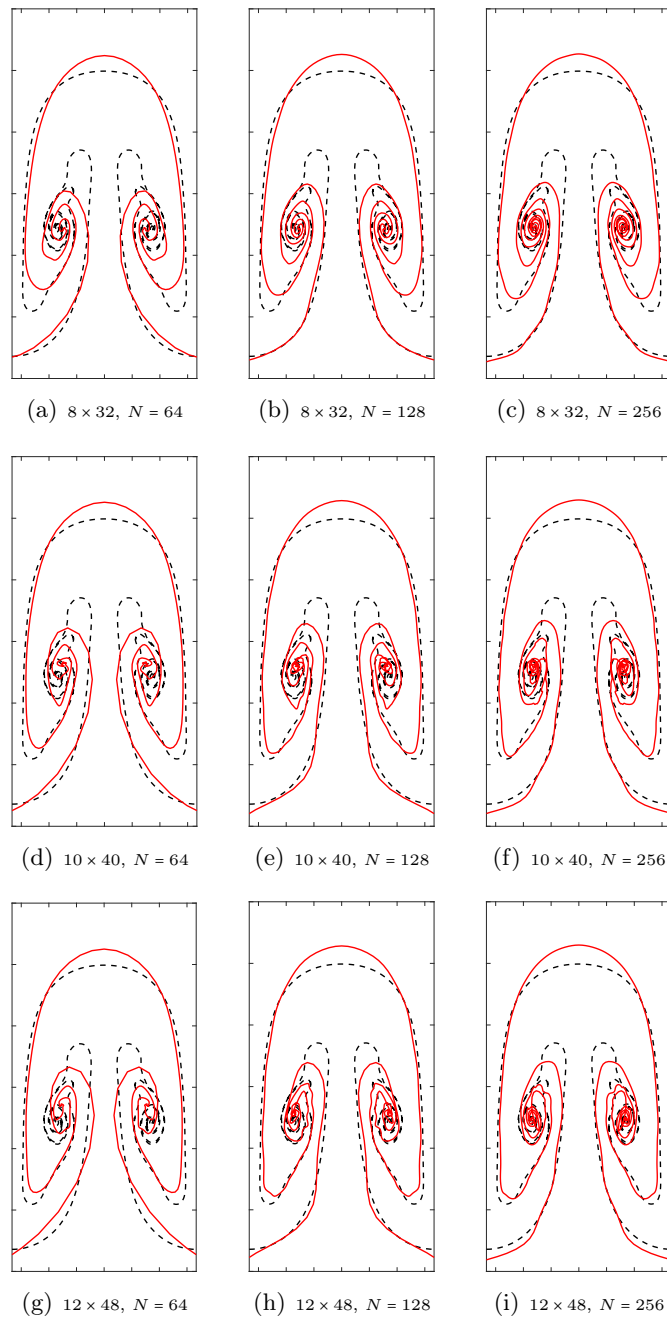 (a) 8 × 32, N = 64
(b) 8 × 32, N = 128
(c) 8 × 32, N = 256
(d) 10 × 40, N = 64
(e) 10 × 40, N = 128
(f) 10 × 40, N = 256
(g) 12 × 48, N = 64
(h) 12 × 48, N = 128
(i) 12 × 48, N = 256